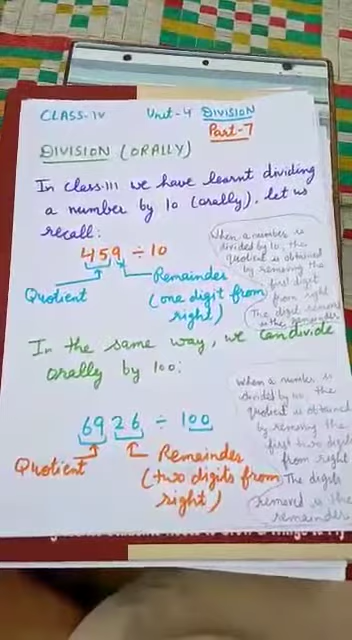 CLASS-IV Unit-4 DIVISION
Part-7
DIVISION (ORALLY)
In class-III we have learnt dividing
a number by 10 (orally), let us
recall:
459 ÷ 10
Quotient
Remainder
(one digit from
right)
When a number is
divided by 10, the
quotient is obtained
by removing the
first digit
from right
The digit removed
is the remainder
In the same way, we can divide
orally by 100:
6926 ÷ 100
Quotient
Remainder
(two digits from
right)
When a number is
divided by 100, the
quotient is obtained
by removing the
first two digits
from right
The digits
removed is the
remainder